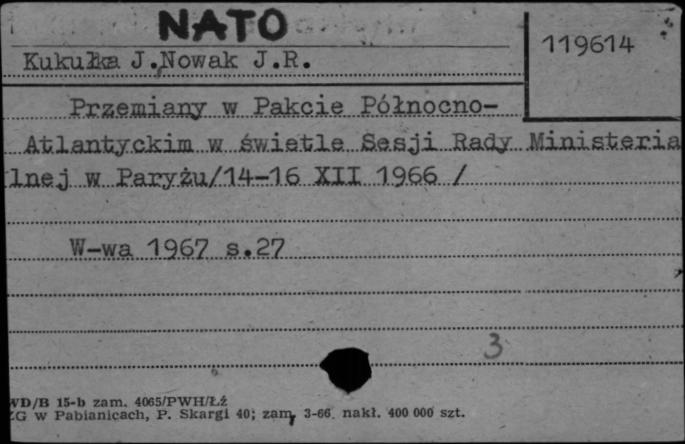 NATO
119614
Kukułka J., Nowak J.R.
Przemiany w Pakcie Północno-
Atlantyckim w świetle Sesji Rady Ministeria
lnej w Paryżu/14-16 XII 1966 /
W-wa 1967 s.27
3
WD/B 15-b zam. 4065/PWH/Łź
ZG w Pabianicach, P. Skargi 40; zam. 3-66. nakł. 400 000 szt.